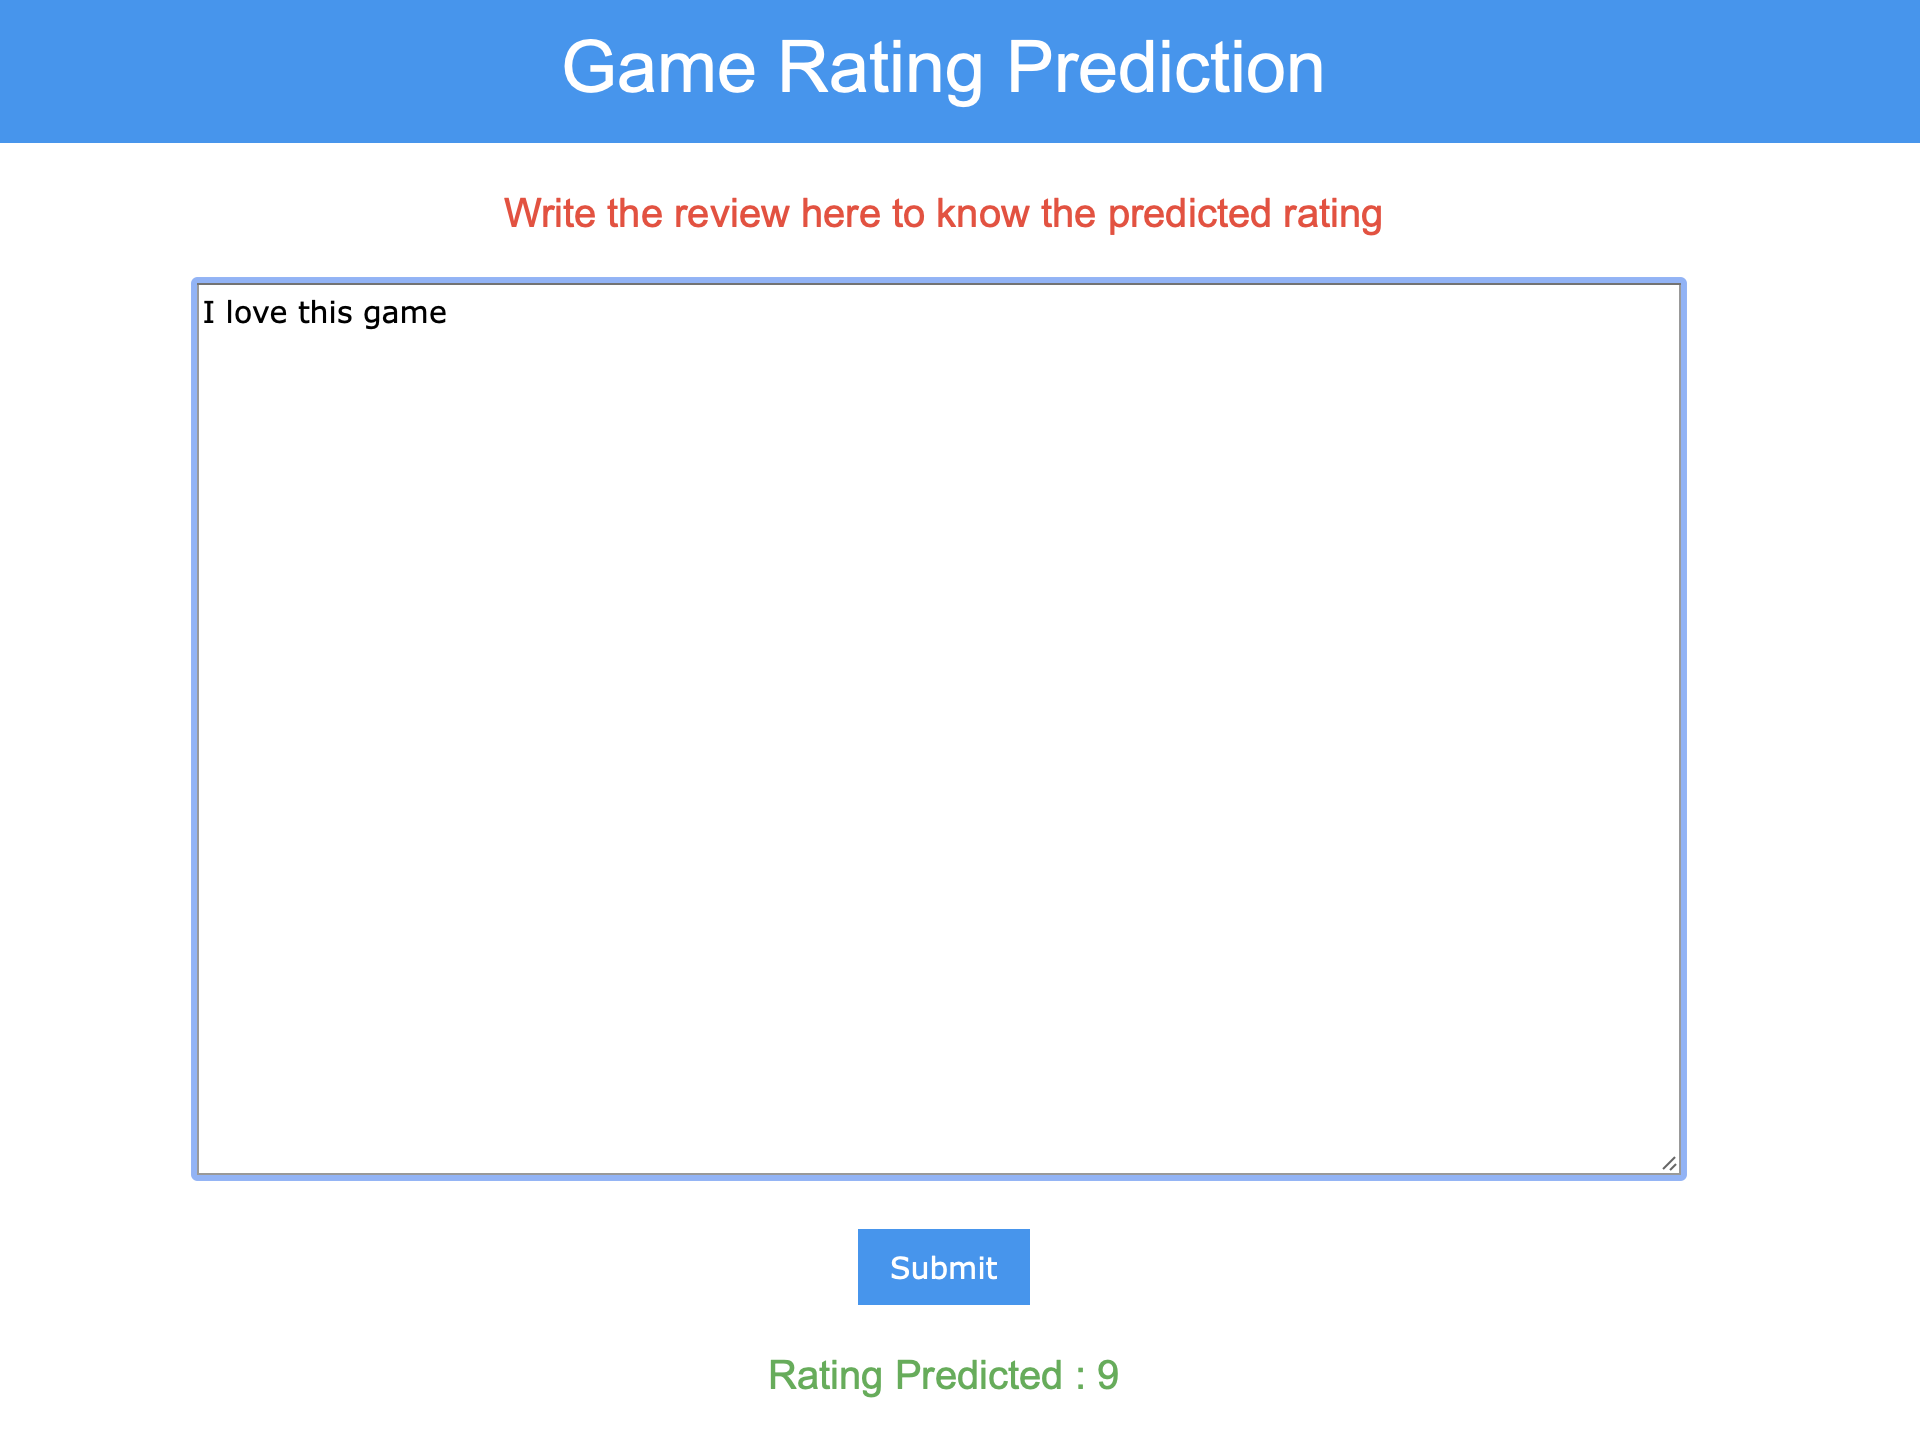 Game Rating Prediction
Write the review here to know the predicted rating
I love this game
Submit
Rating Predicted : 9